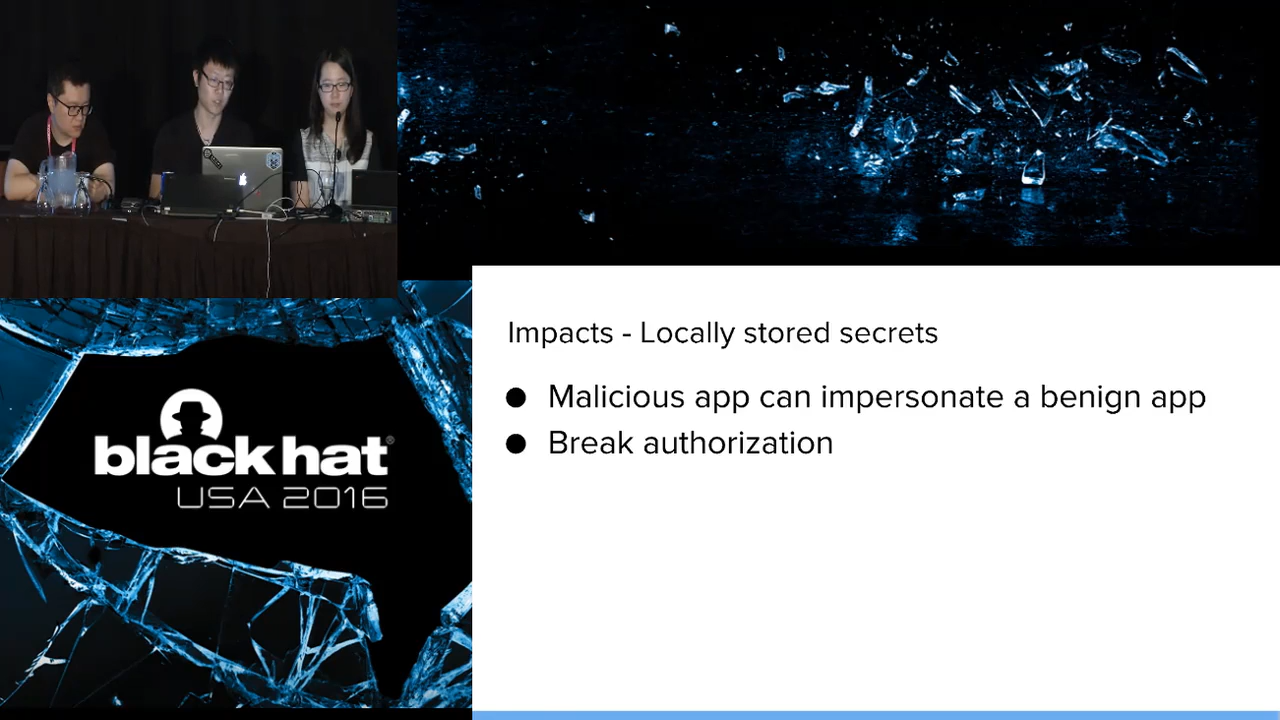 Impacts - Locally stored secrets
● Malicious app can impersonate a benign app
● Break authorization
black hat®
USA 2016